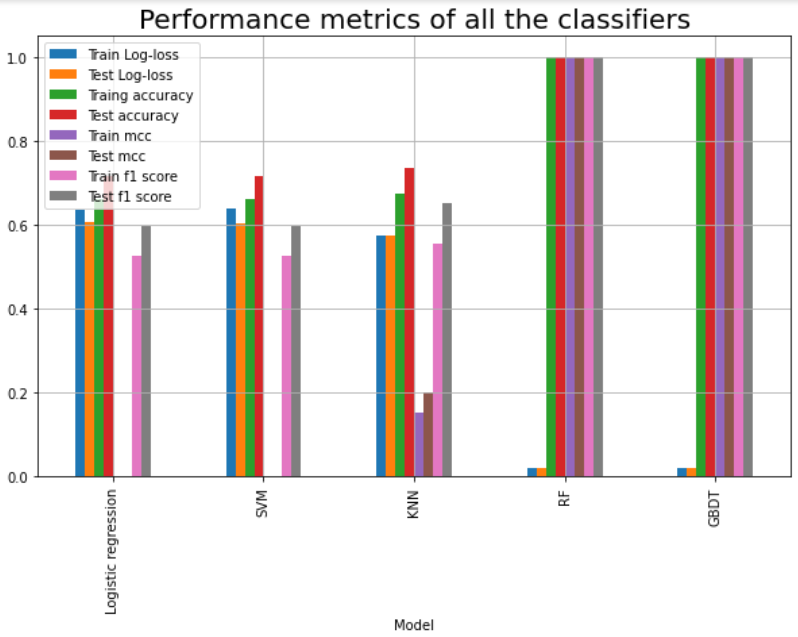 Performance metrics of all the classifiers
Train Log-loss
Test Log-loss
Traing accuracy
Test accuracy
Train mcc
Test mcc
Train f1 score
Test f1 score
1.0
0.8
0.6
0.4
0.2
0.0
Logistic regression
SVM
KNN
RF
GBDT
Model